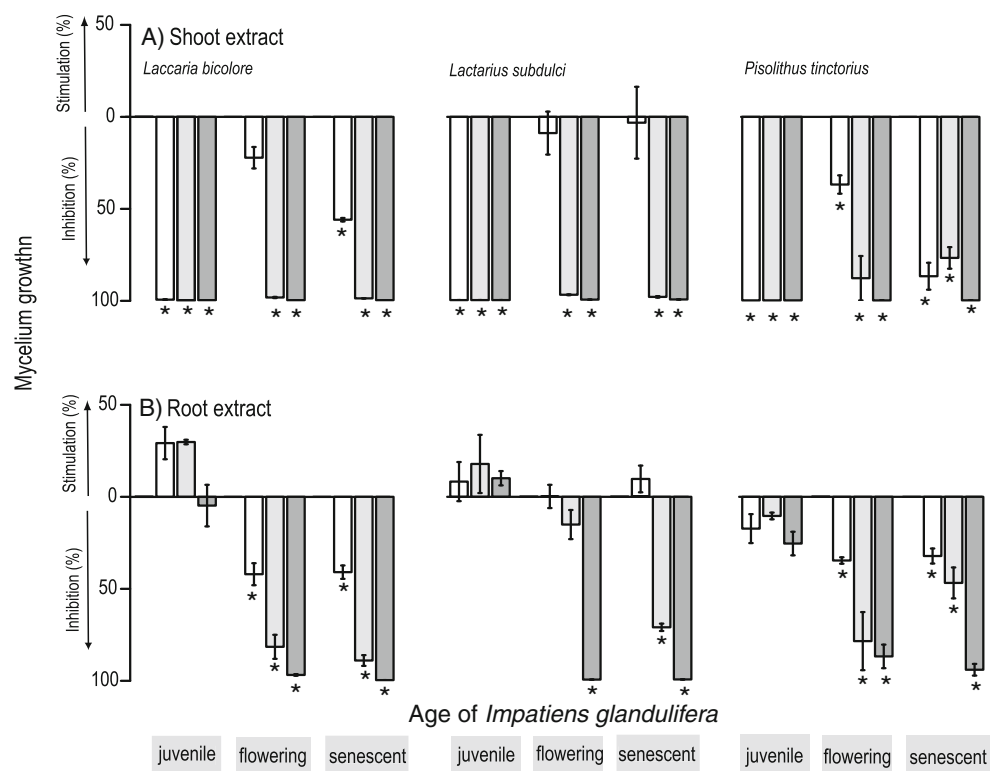 50
Stimulation (%)
A) Shoot extract
Laccaria bicolore
Lactarius subdulci
Pisolithus tinctorius
0
Inhibition (%)
50
100
* * * * * * * *
* * * * * * *
* * * * * * * * * *
Mycelium growthn
50
Stimulation (%)
B) Root extract
0
Inhibition (%)
50
100
* * * * * *
* * *
* * * * * *
Age of Impatiens glandulifera
juvenile flowering senescent juvenile flowering senescent juvenile flowering senescent